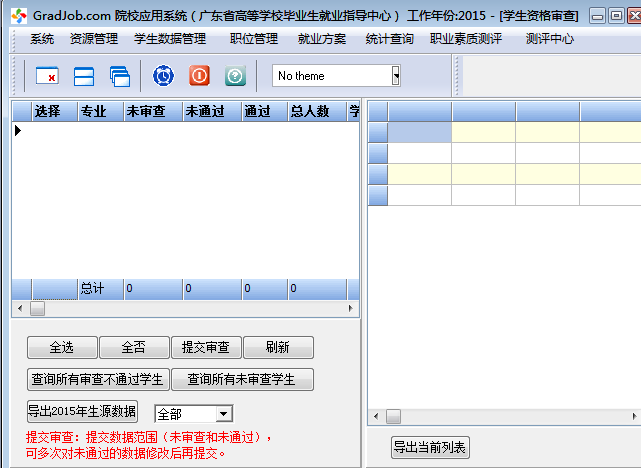 GradJob.com 院校应用系统（广东省高等学校毕业生就业指导中心） 工作年份:2015 - [学生资格审查]
系统 资源管理 学生数据管理 职位管理 就业方案 统计查询 职业素质测评 测评中心
No theme
选择 专业 未审查 未通过 通过 总人数 学
总计 0 0 0 0
全选 全否 提交审查 刷新
查询所有审查不通过学生 查询所有未审查学生
导出2015年生源数据 全部
提交审查：提交数据范围（未审查和未通过），
可多次对未通过的数据修改后再提交。
导出当前列表